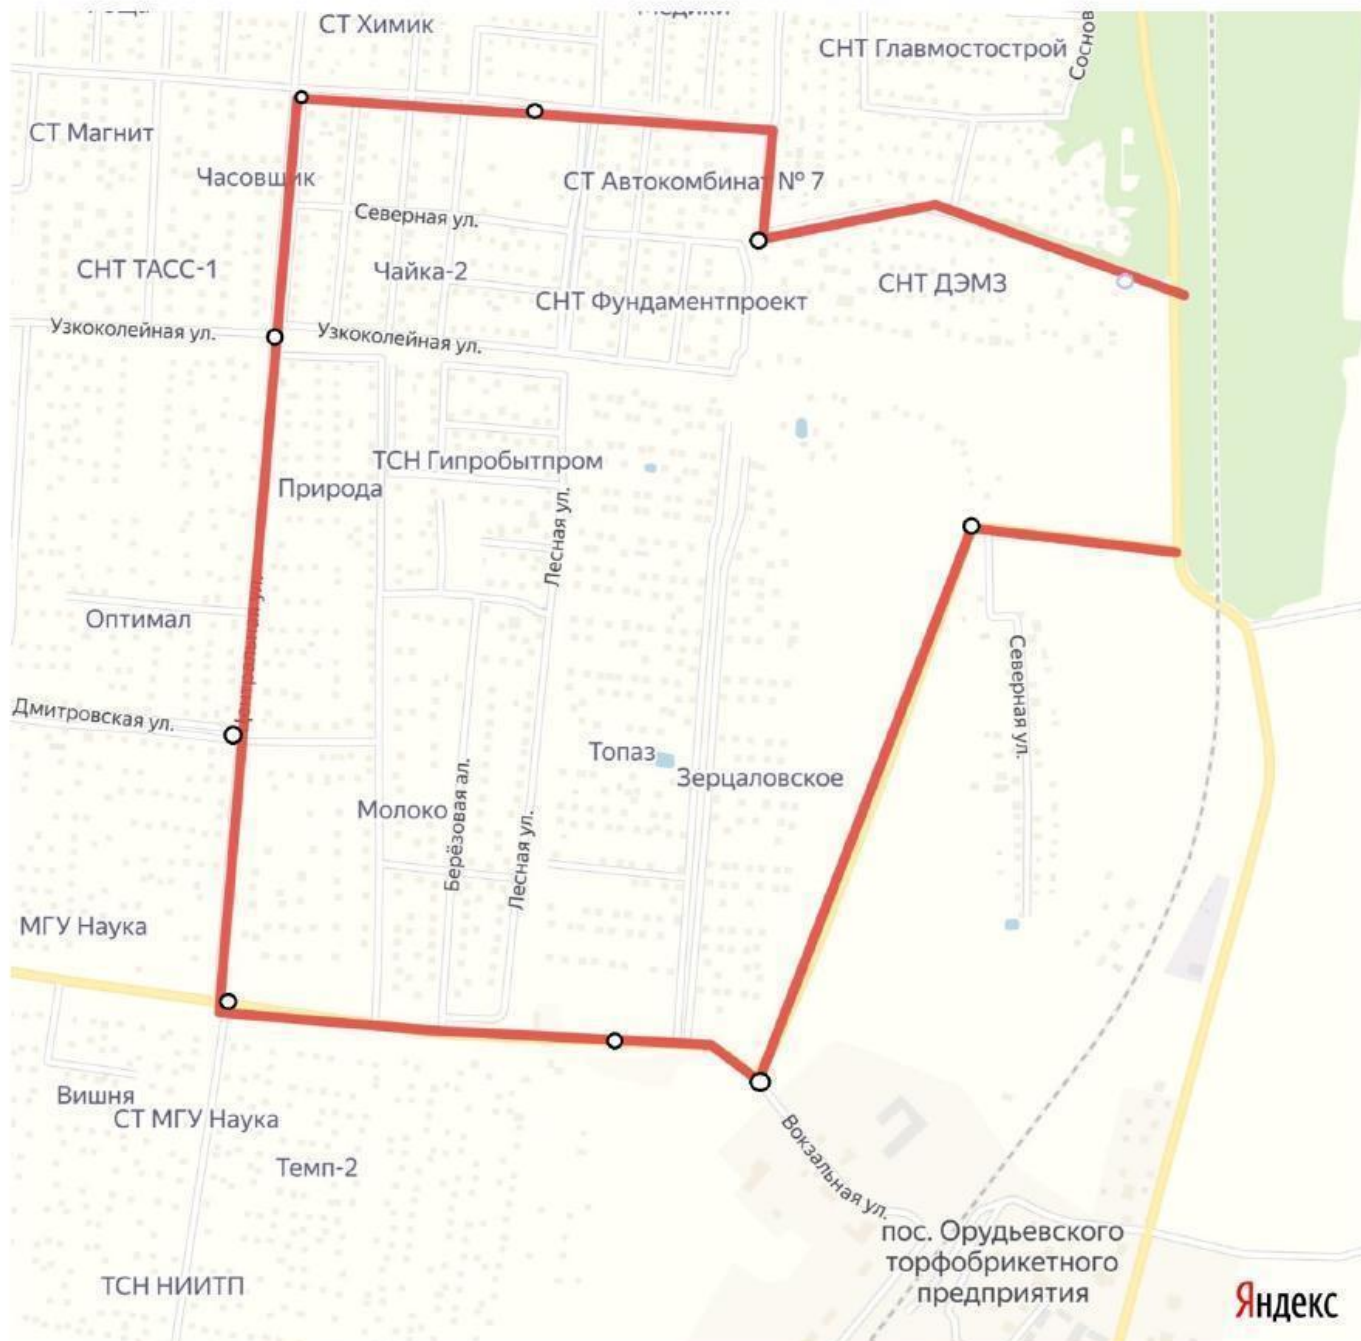 СТ Химик
СНТ Главмостострой
Соснов
СТ Магнит
Часовщик
СТ Автокомбинат № 7
Северная ул.
СНТ ТАСС-1
Чайка-2
СНТ ДЭМЗ
СНТ Фундаментпроект
Узкоколейная ул.
Узкоколейная ул.
ТСН Гипробытпром
Природа
Лесная ул.
Оптимал
Центральная ул.
Северная ул.
Дмитровская ул.
Топаз
Зерцаловское
Молоко
Берёзовая ал.
Лесная ул.
МГУ Наука
Вишня
СТ МГУ Наука
Темп-2
Вокзальная ул.
пос. Орудьевского
торфобрикетного
предприятия
ТСН НИИТП
Яндекс